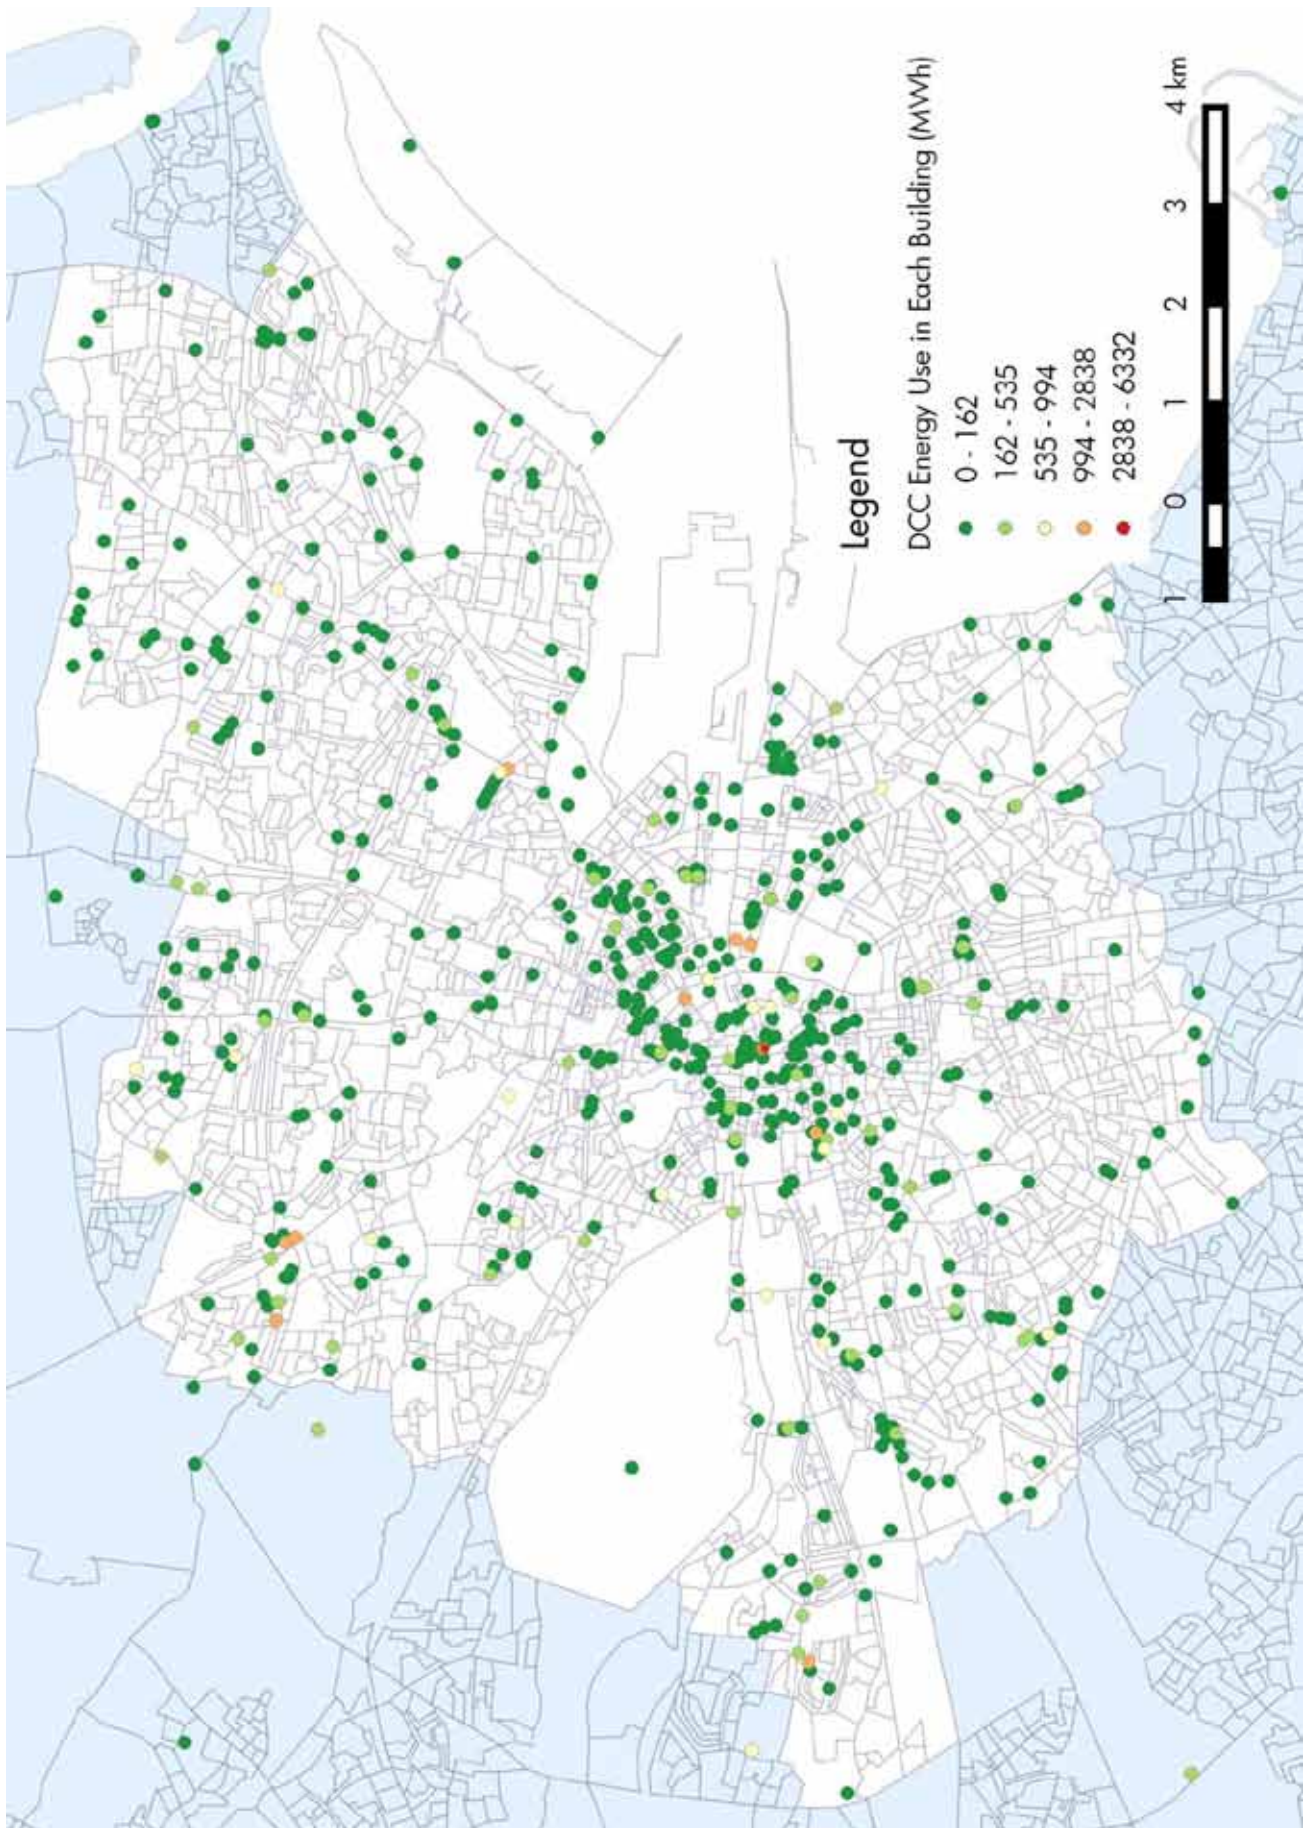 Legend
DCC Energy Use in Each Building (MWh)
0 - 162
162 - 535
535 - 994
994 - 2838
2838 - 6332
1 0 1 2 3 4 km